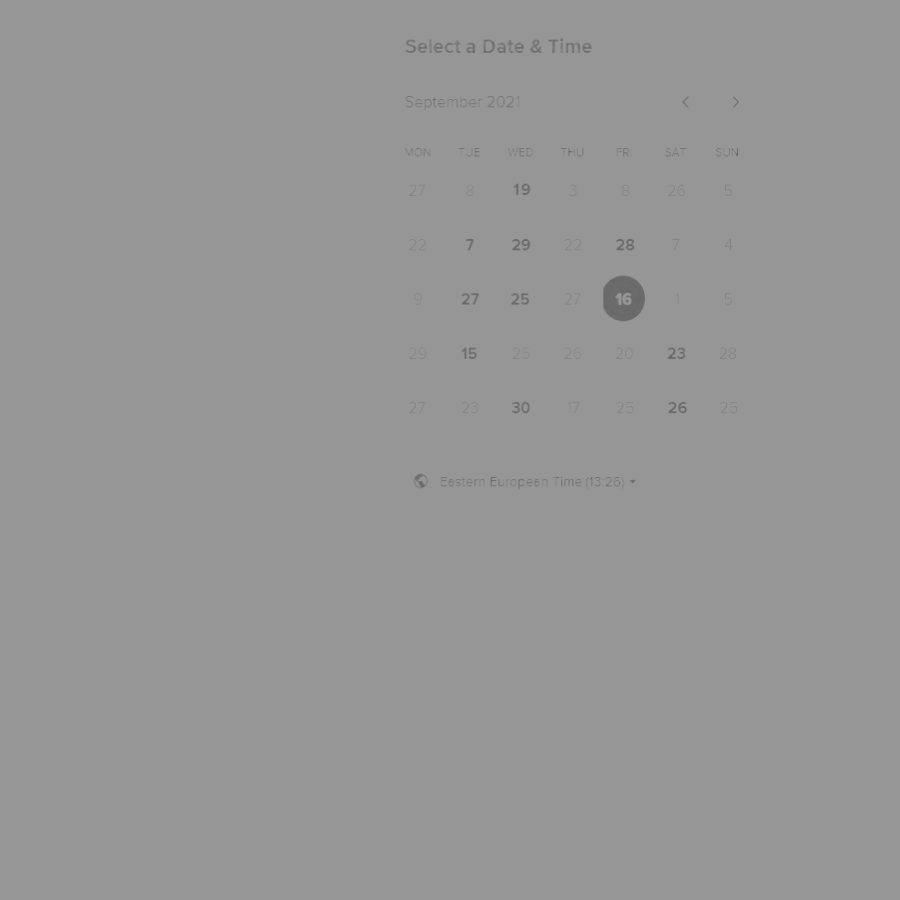 Select a Date & Time
September 2021
MON TUE WED THU FRI SAT SUN
27 8 19 3 8 26 5
22 7 29 22 28 7 4
9 27 25 27 16 1 5
29 15 25 26 20 23 28
27 23 30 17 25 26 25
Eastern European Time (13:26)